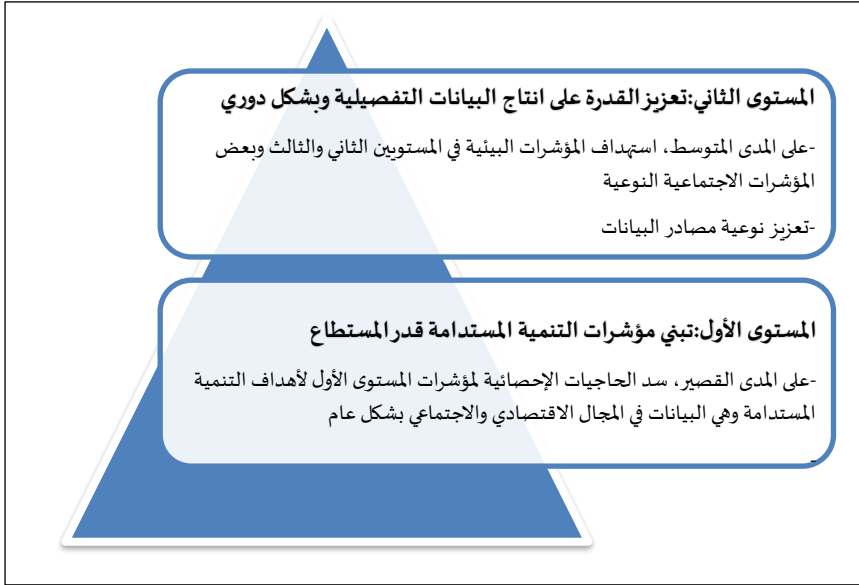 المستوى الثاني:تعزيز القدرة على انتاج البيانات التفصيلية وبشكل دوري
-على المدى المتوسط، استهداف المؤشرات البيئية في المستويين الثاني والثالث وبعض
المؤشرات الاجتماعية النوعية
-تعزيز نوعية مصادر البيانات
المستوى الأول:تبني مؤشرات التنمية المستدامة قدر المستطاع
-على المدى القصير، سد الحاجيات الإحصائية لمؤشرات المستوى الأول لأهداف التنمية
المستدامة وهي البيانات في المجال الاقتصادي والاجتماعي بشكل عام
-